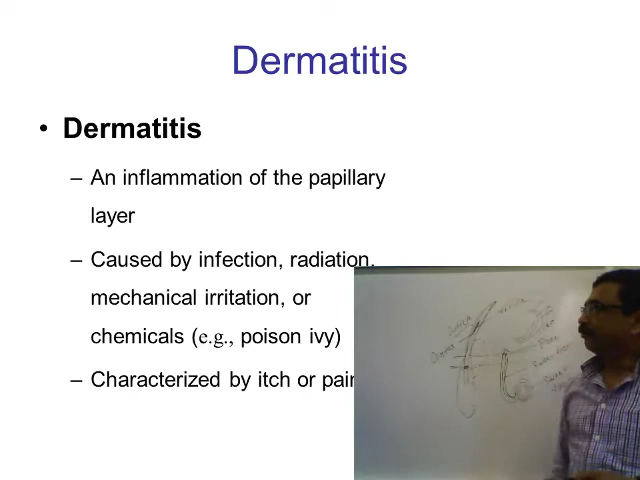 Dermatitis
• Dermatitis
– An inflammation of the papillary
layer
– Caused by infection, radiation,
mechanical irritation, or
chemicals (e.g., poison ivy)
– Characterized by itch or pain